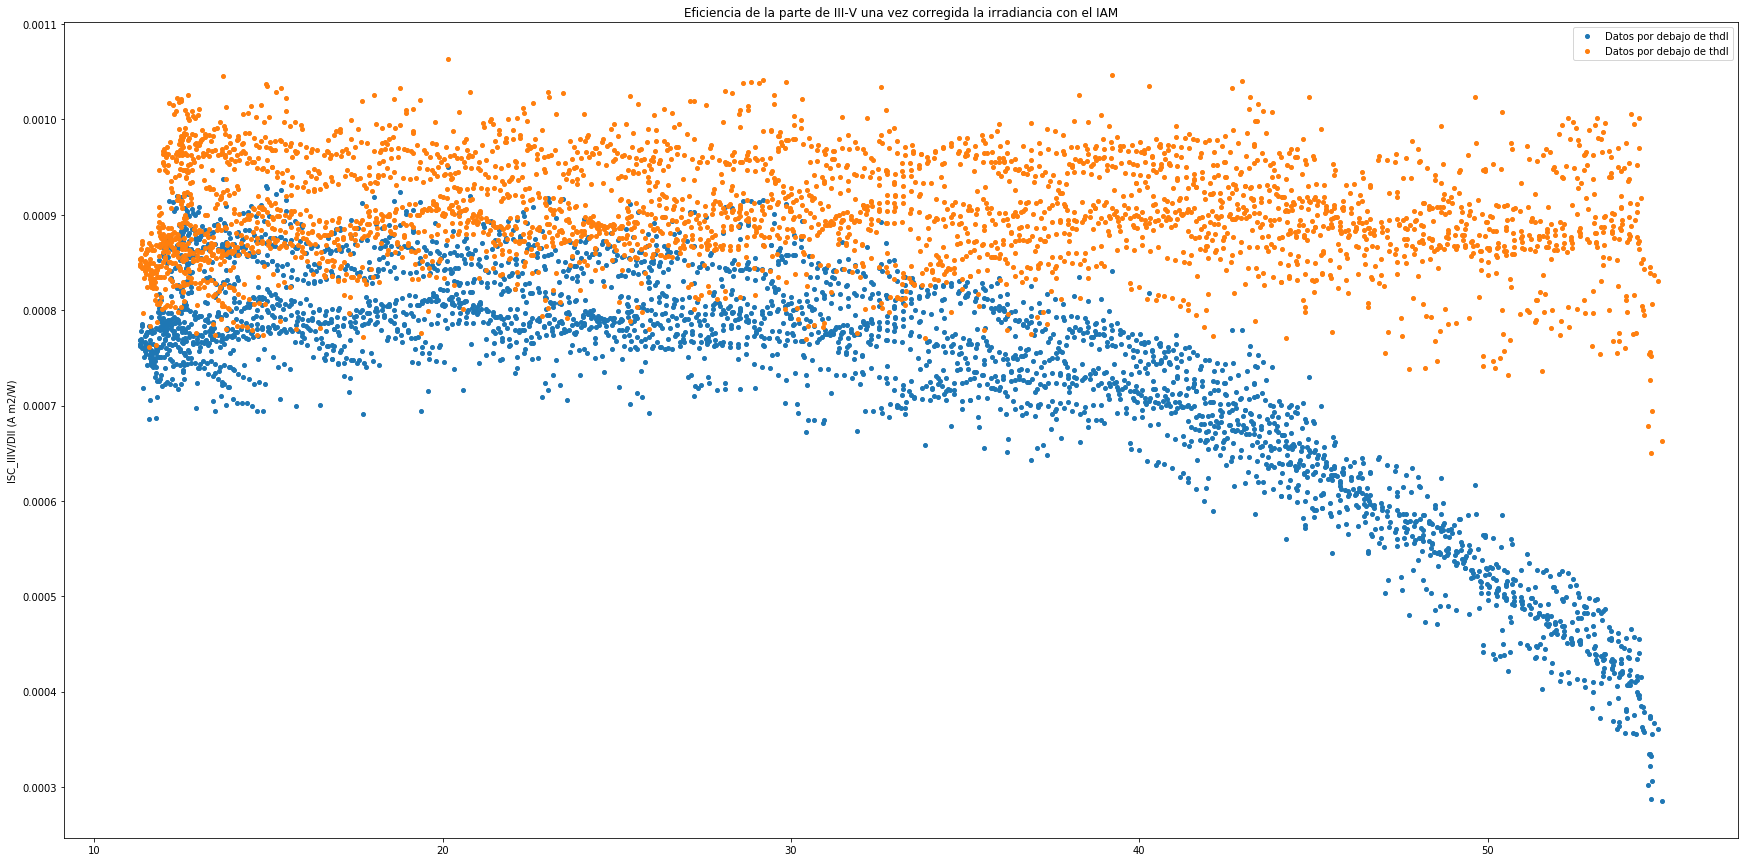 Eficiencia de la parte de III-V una vez corregida la irradiancia con el IAM
Datos por debajo de thdl
Datos por debajo de thdl
ISC_IIIV/DII (A m2/W)
0.0011
0.0010
0.0009
0.0008
0.0007
0.0006
0.0005
0.0004
0.0003
10 20 30 40 50